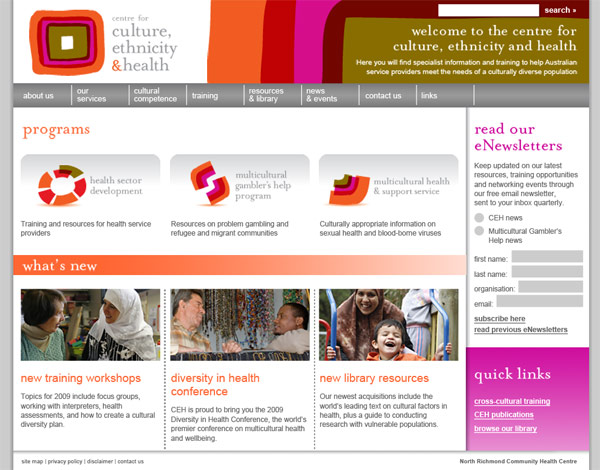 centre for
culture,
ethnicity
&health
search »
welcome to the centre for
culture, ethnicity and health
Here you will find specialist information and training to help Australian
service providers meet the needs of a culturally diverse population
about us
our
services
cultural
competence
training
resources
& library
news
& events
contact us
links
programs
health sector
development
Training and resources for health service
providers
multicultural
gambler's help
program
Resources on problem gambling and
refugee and migrant communities
multicultural health
& support service
Culturally appropriate information on
sexual health and blood-borne viruses
what's new
new training workshops
Topics for 2009 include focus groups,
working with interpreters, health
assessments, and how to create a cultural
diversity plan.
diversity in health
conference
CEH is proud to bring you the 2009
Diversity in Health Conference, the world's
premier conference on multicultural health
and wellbeing.
new library resources
Our newest acquisitions include the
world's leading text on cultural factors in
health, plus a guide to conducting
research with vulnerable populations.
read our
eNewsletters
Keep updated on our latest
resources, training opportunities
and networking events through
our free email newsletter,
sent to your inbox quarterly.
CEH news
Multicultural Gambler's
Help news
first name:
last name:
organisation:
email:
subscribe here
read previous eNewsletters
quick links
cross-cultural training
CEH publications
browse our library
site map | privacy policy | disclaimer | contact us
North Richmond Community Health Centre